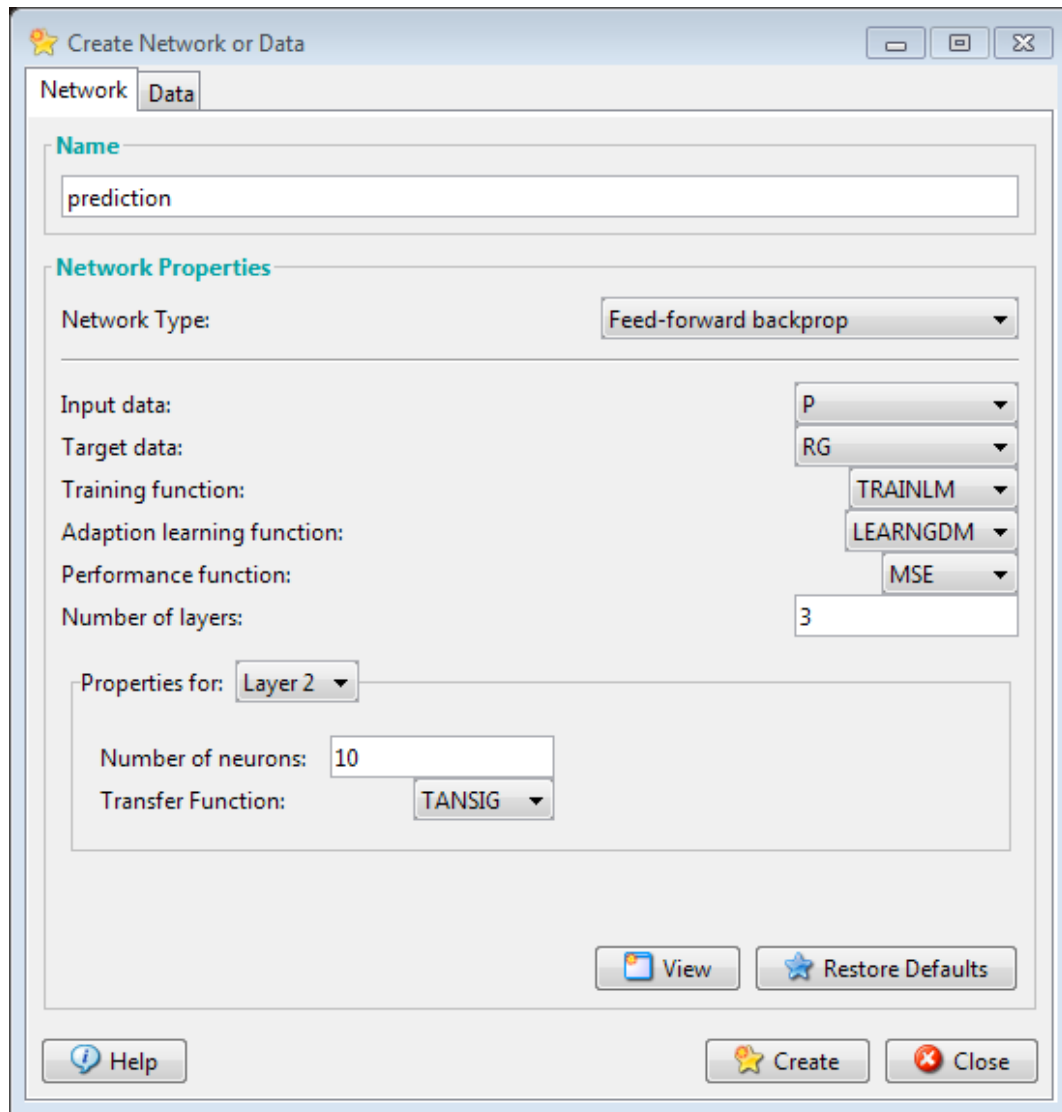 Create Network or Data
Network Data
Name
prediction
Network Properties
Network Type: Feed-forward backprop
Input data: P
Target data: RG
Training function: TRAINLM
Adaption learning function: LEARNGDM
Performance function: MSE
Number of layers: 3
Properties for: Layer 2
Number of neurons: 10
Transfer Function: TANSIG
View Restore Defaults
Help Create Close